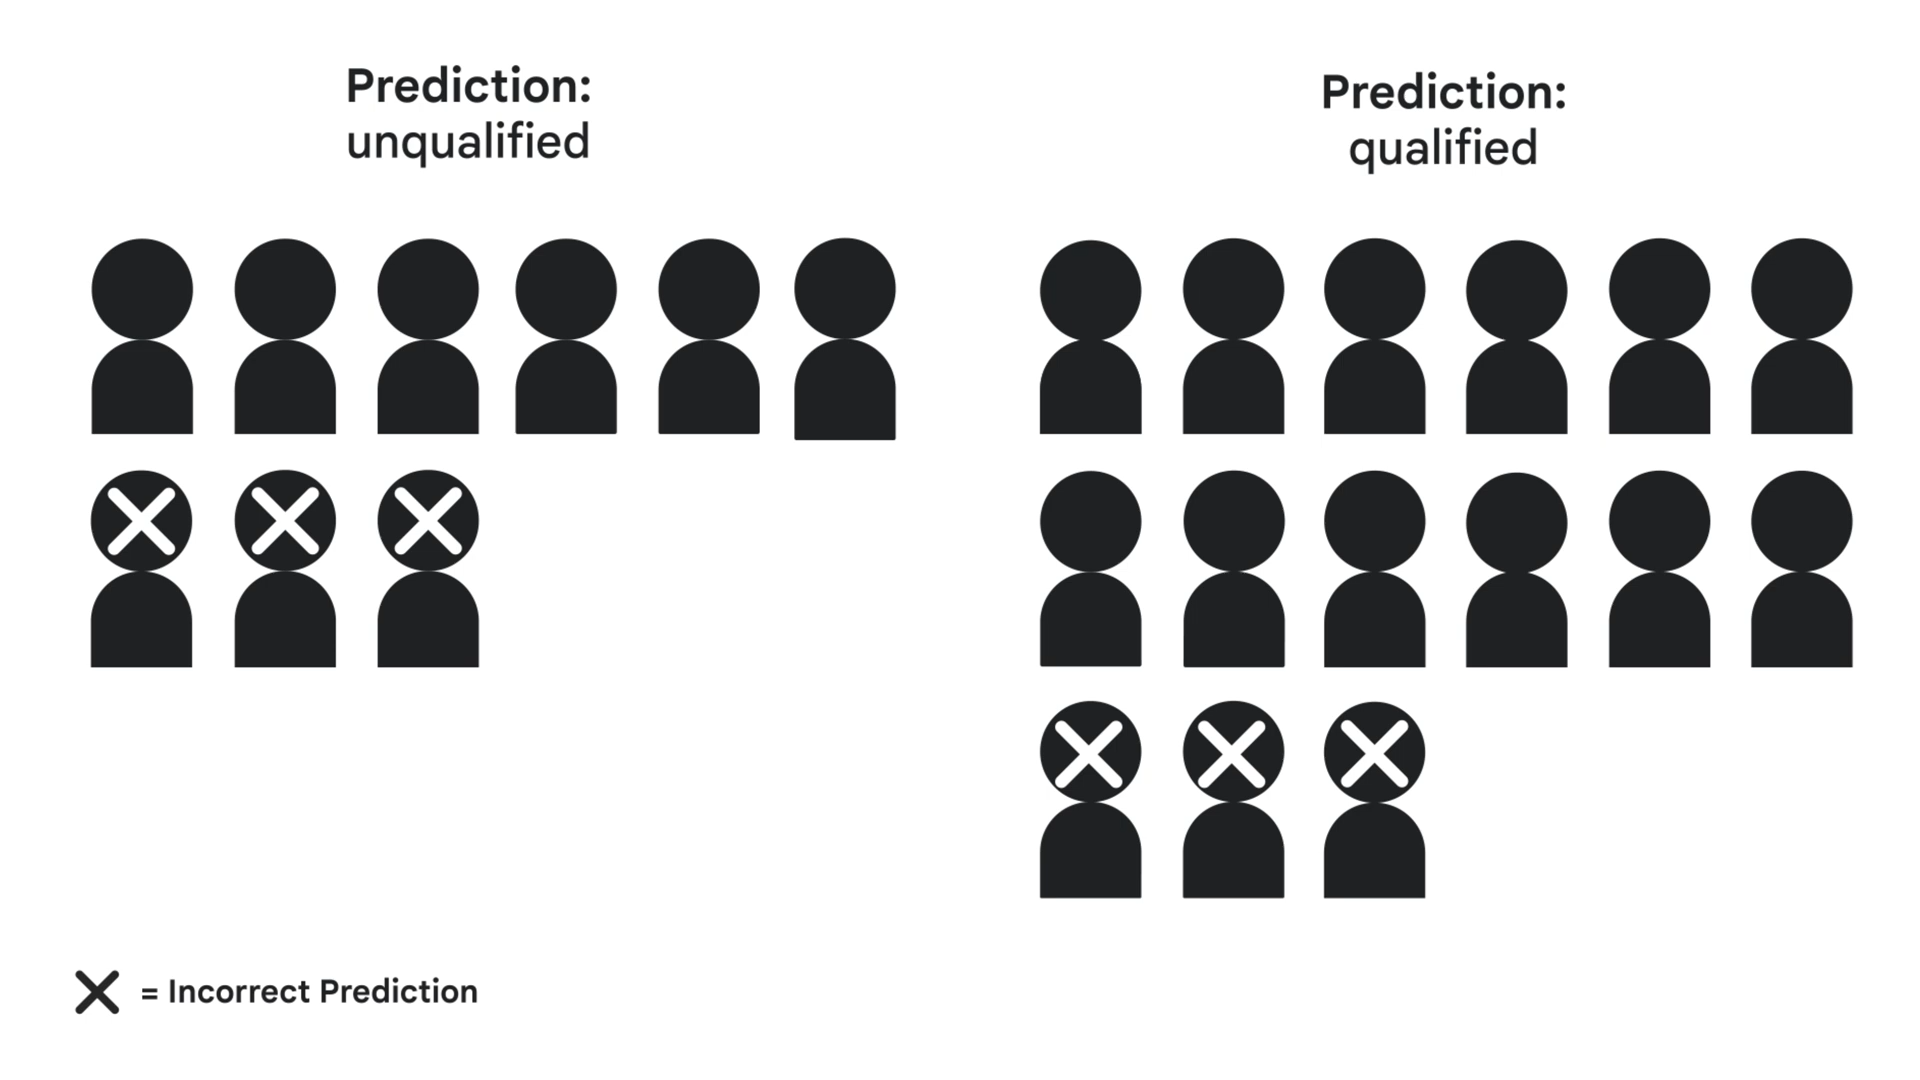 Prediction:
unqualified
Prediction:
qualified
= Incorrect Prediction